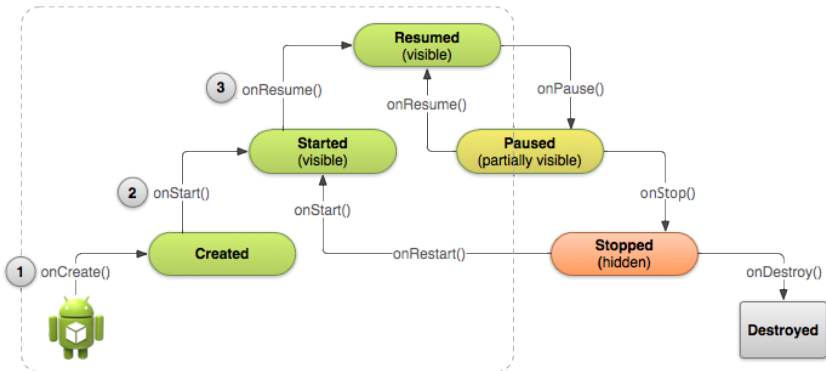 Resumed
(visible)
3
onResume()
onResume()
onPause()
Started
(visible)
Paused
(partially visible)
2
onStart()
onStart()
onStop()
Created
onRestart()
Stopped
(hidden)
1
onCreate()
onDestroy()
Destroyed